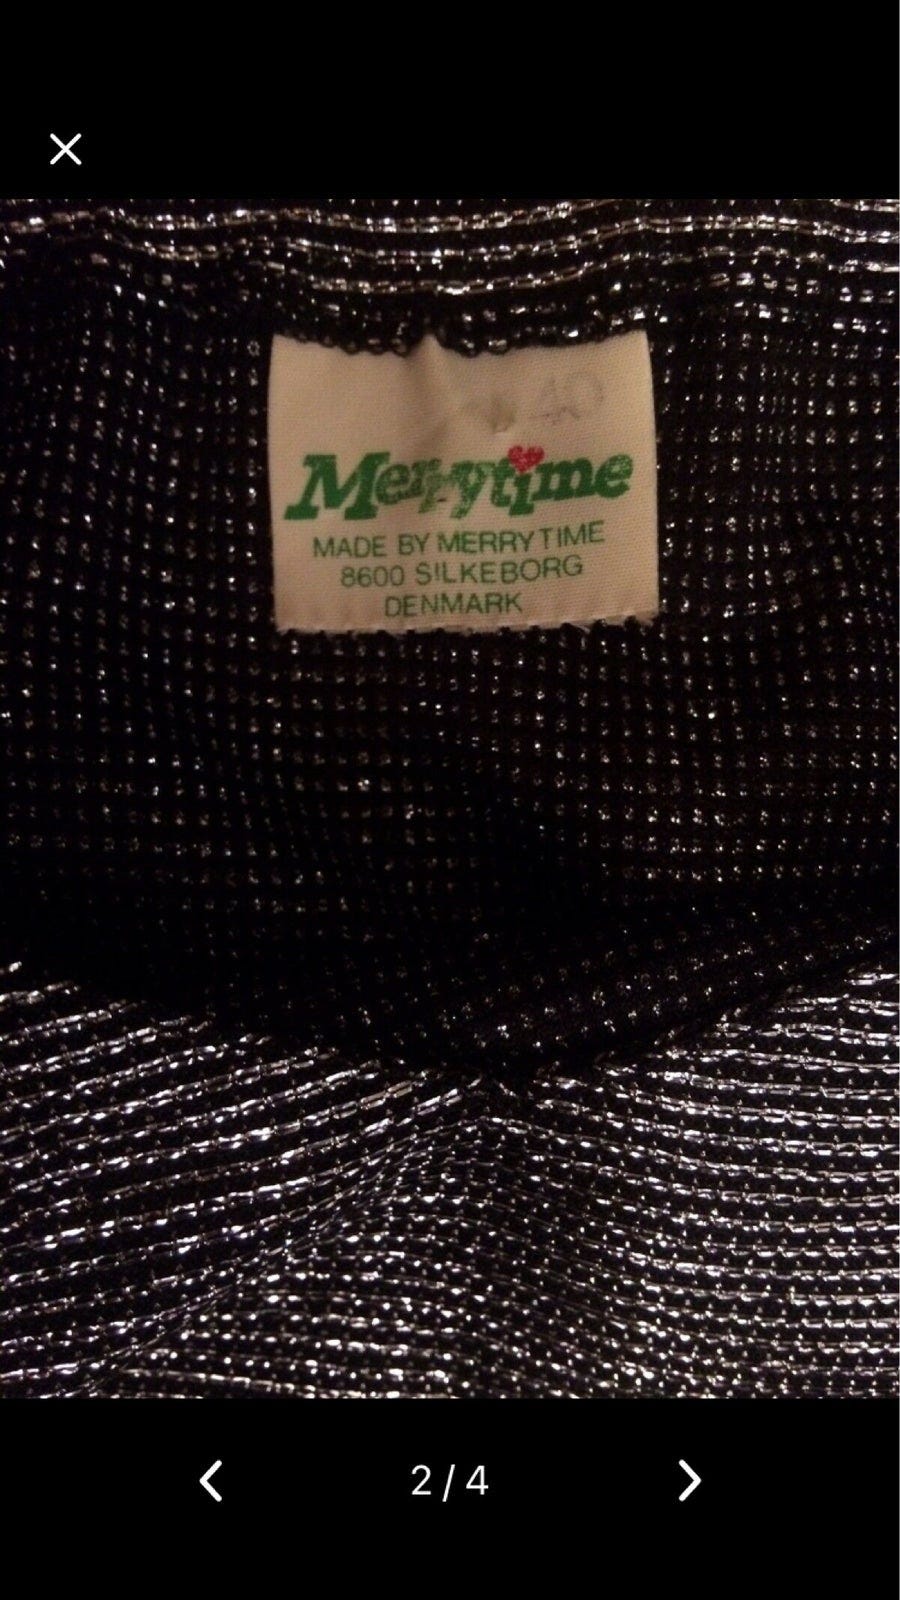 40
Merrytime
MADE BY MERRY TIME
8600 SILKEBORG
DENMARK
2 / 4